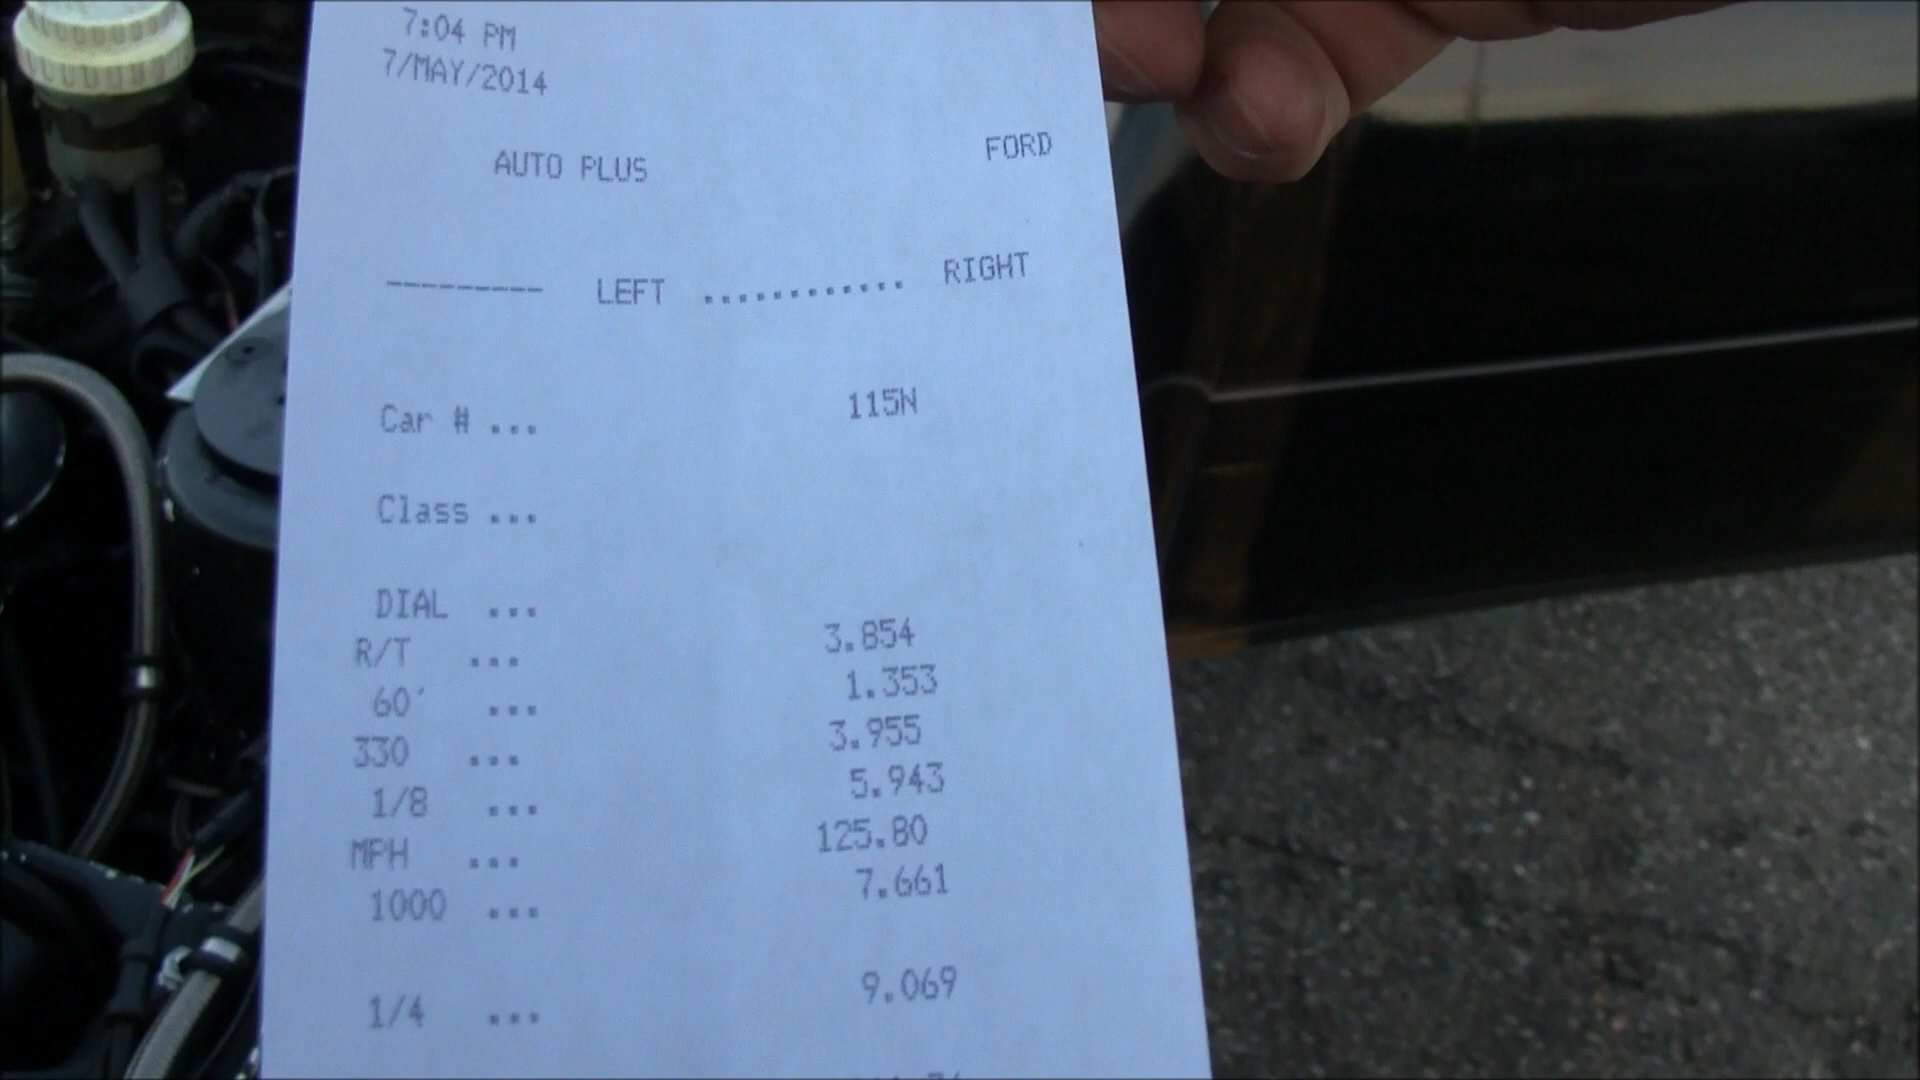 7:04 PM
7/MAY/2014
AUTO PLUS FORD
--------- LEFT ............ RIGHT
Car # ... 115N
Class ...
DIAL ...
R/T ... 3.854
60' ... 1.353
330 ... 3.955
1/8 ... 5.943
MPH ... 125.80
1000 ... 7.661
1/4 ... 9.069